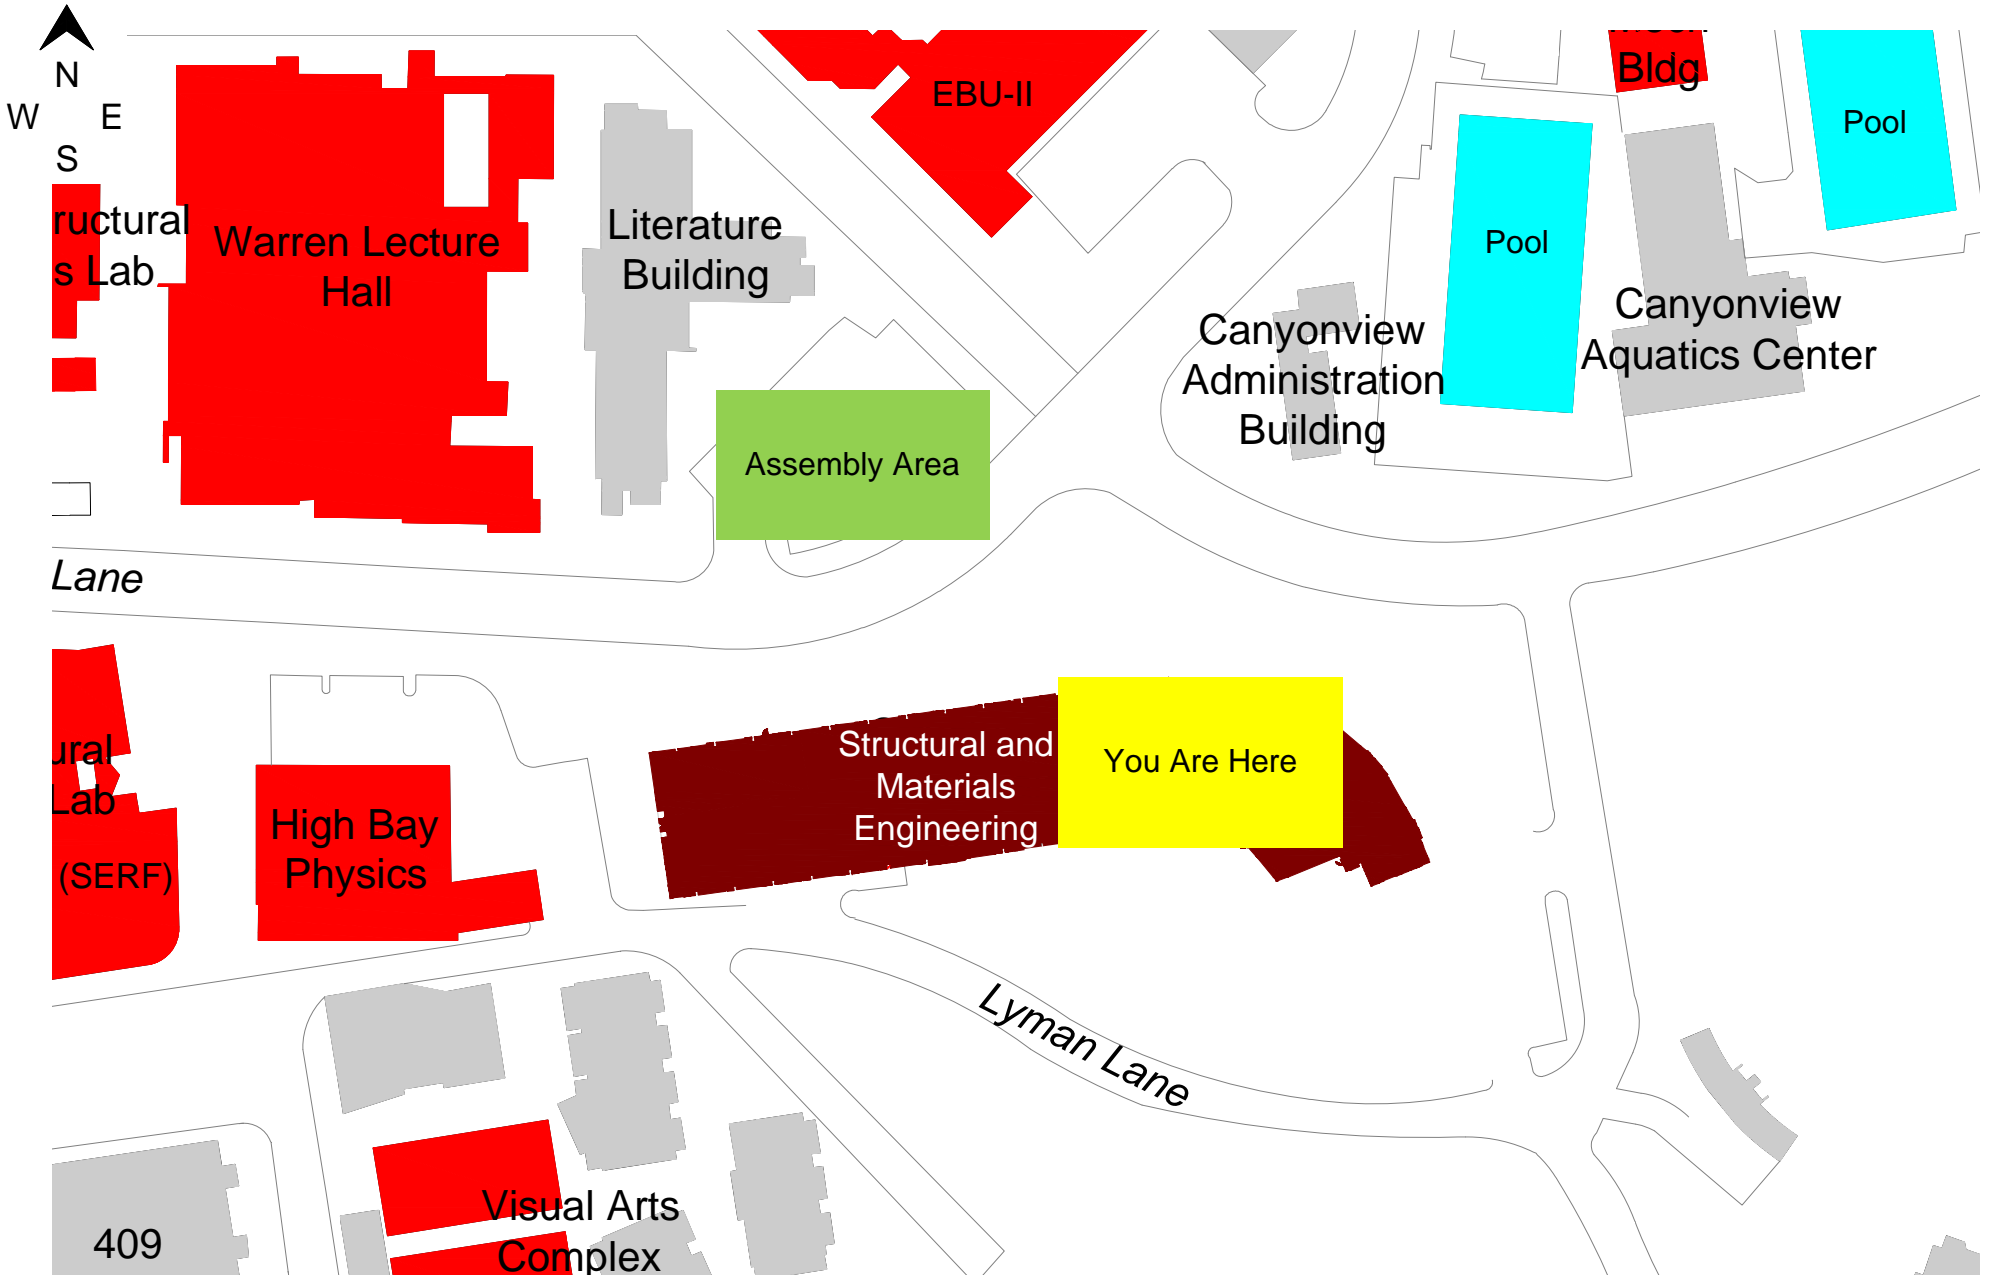 N
W E
S
EBU-II
Bldg
Pool
Pool
ructural
s Lab
Warren Lecture
Hall
Literature
Building
Canyonview
Administration
Building
Canyonview
Aquatics Center
Assembly Area
Lane
ural
Lab
(SERF)
High Bay
Physics
Structural and
Materials
Engineering
You Are Here
Lyman Lane
Visual Arts
Complex
409